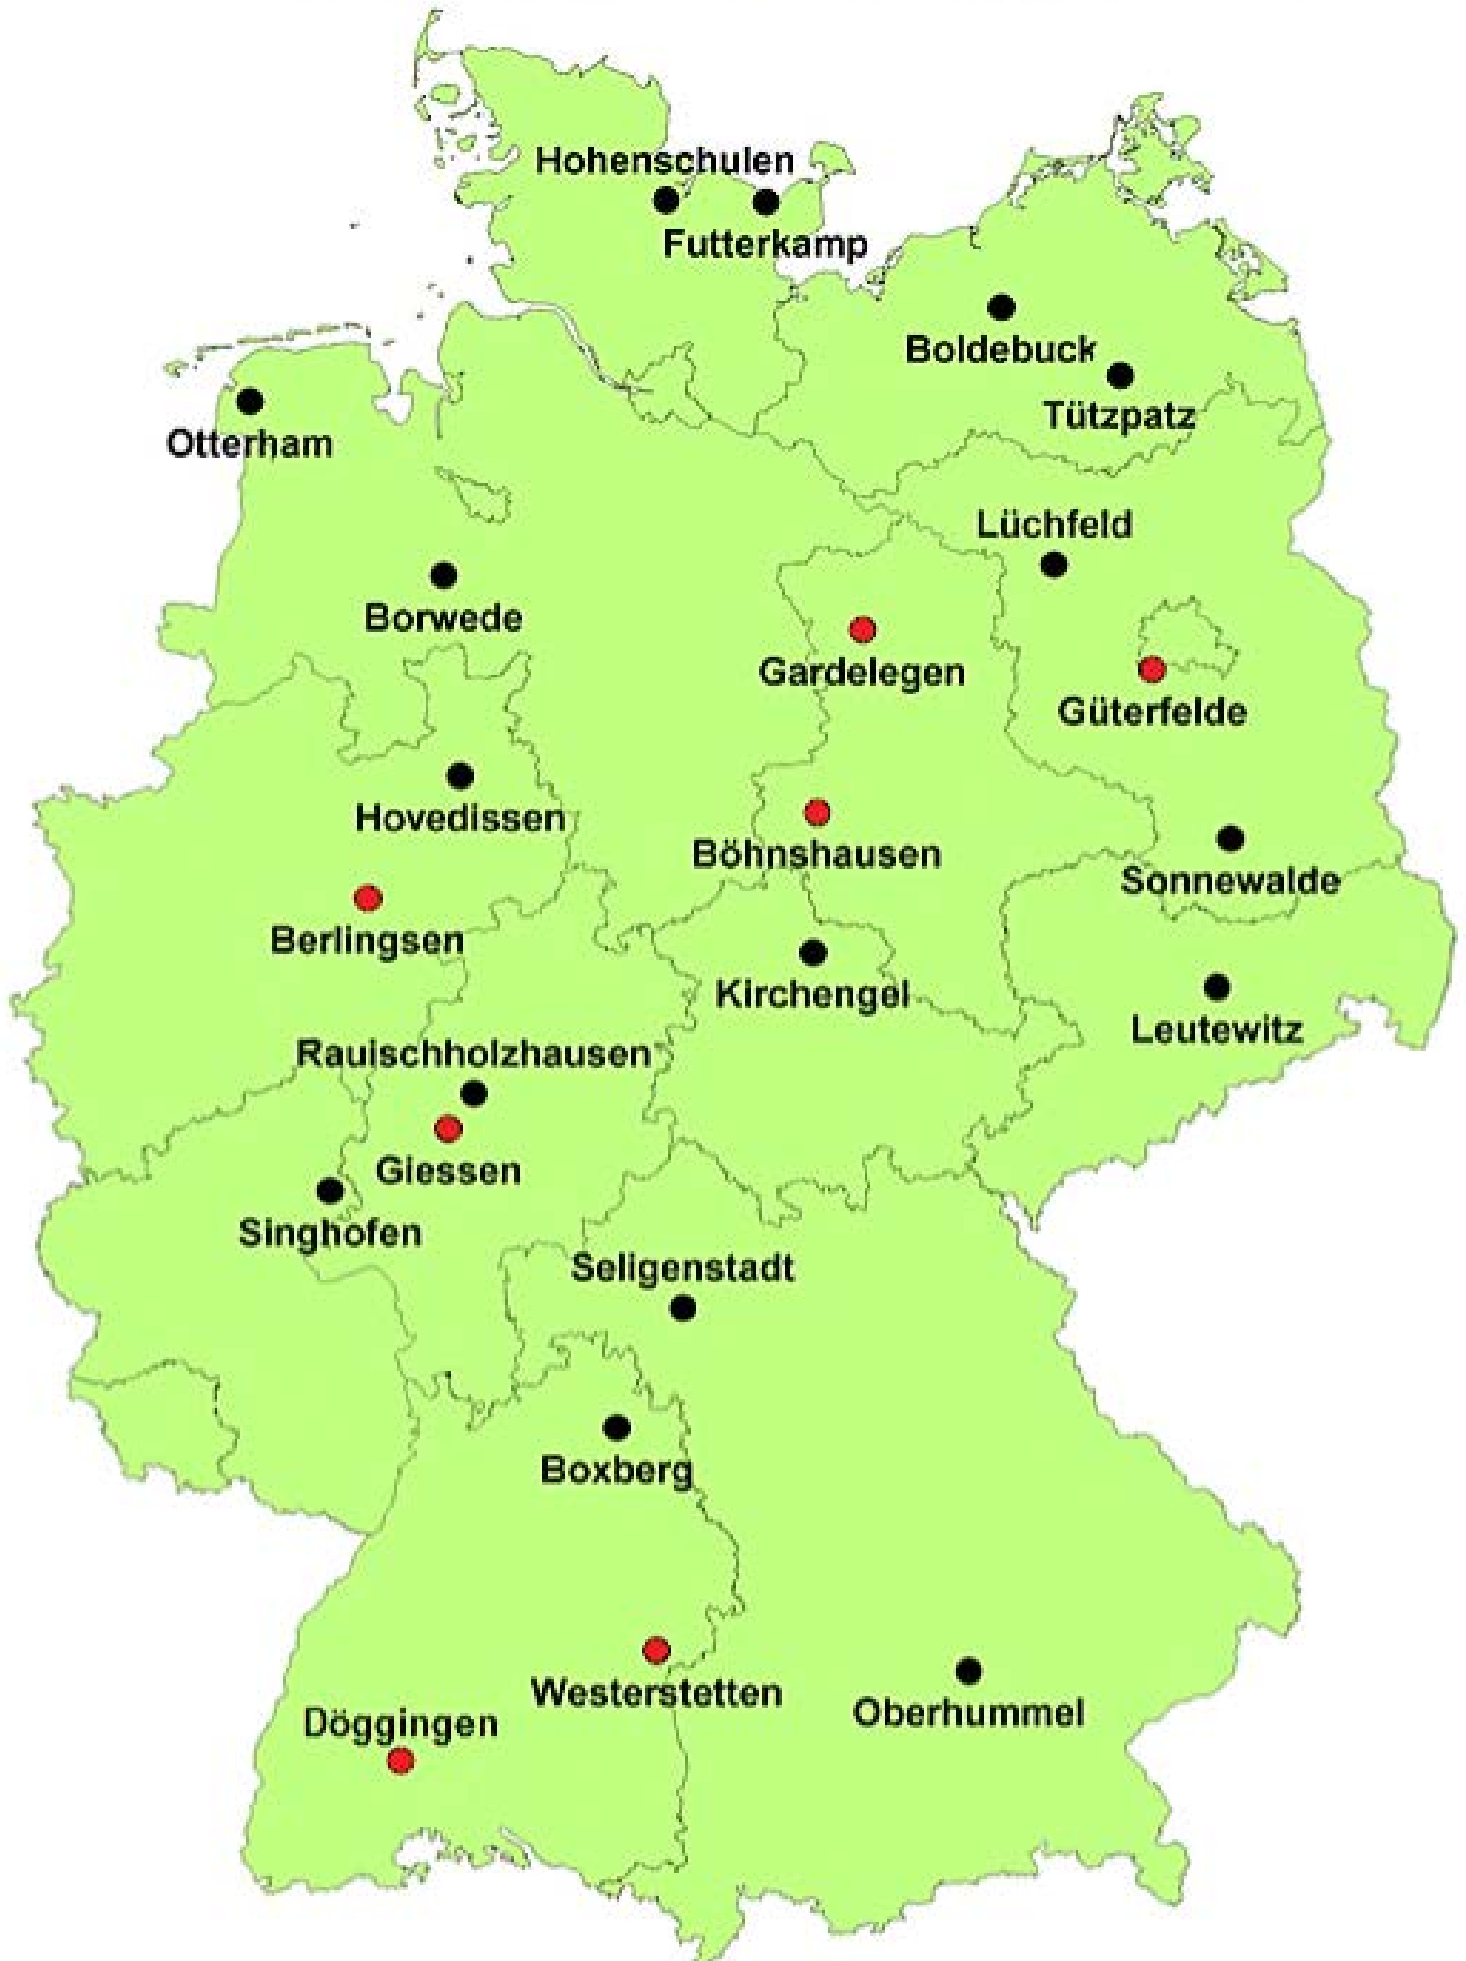 Hohenschulen
Futterkamp
Boldebuck
Tützpatz
Otterham
Lüchfeld
Borwede
Gardelegen
Güterfelde
Hovedissen
Böhnshausen
Sonnewalde
Berlingsen
Kirchengel
Leutewitz
Rauischholzhausen
Giessen
Singhofen
Seligenstadt
Boxberg
Westerstetten
Oberhummel
Döggingen